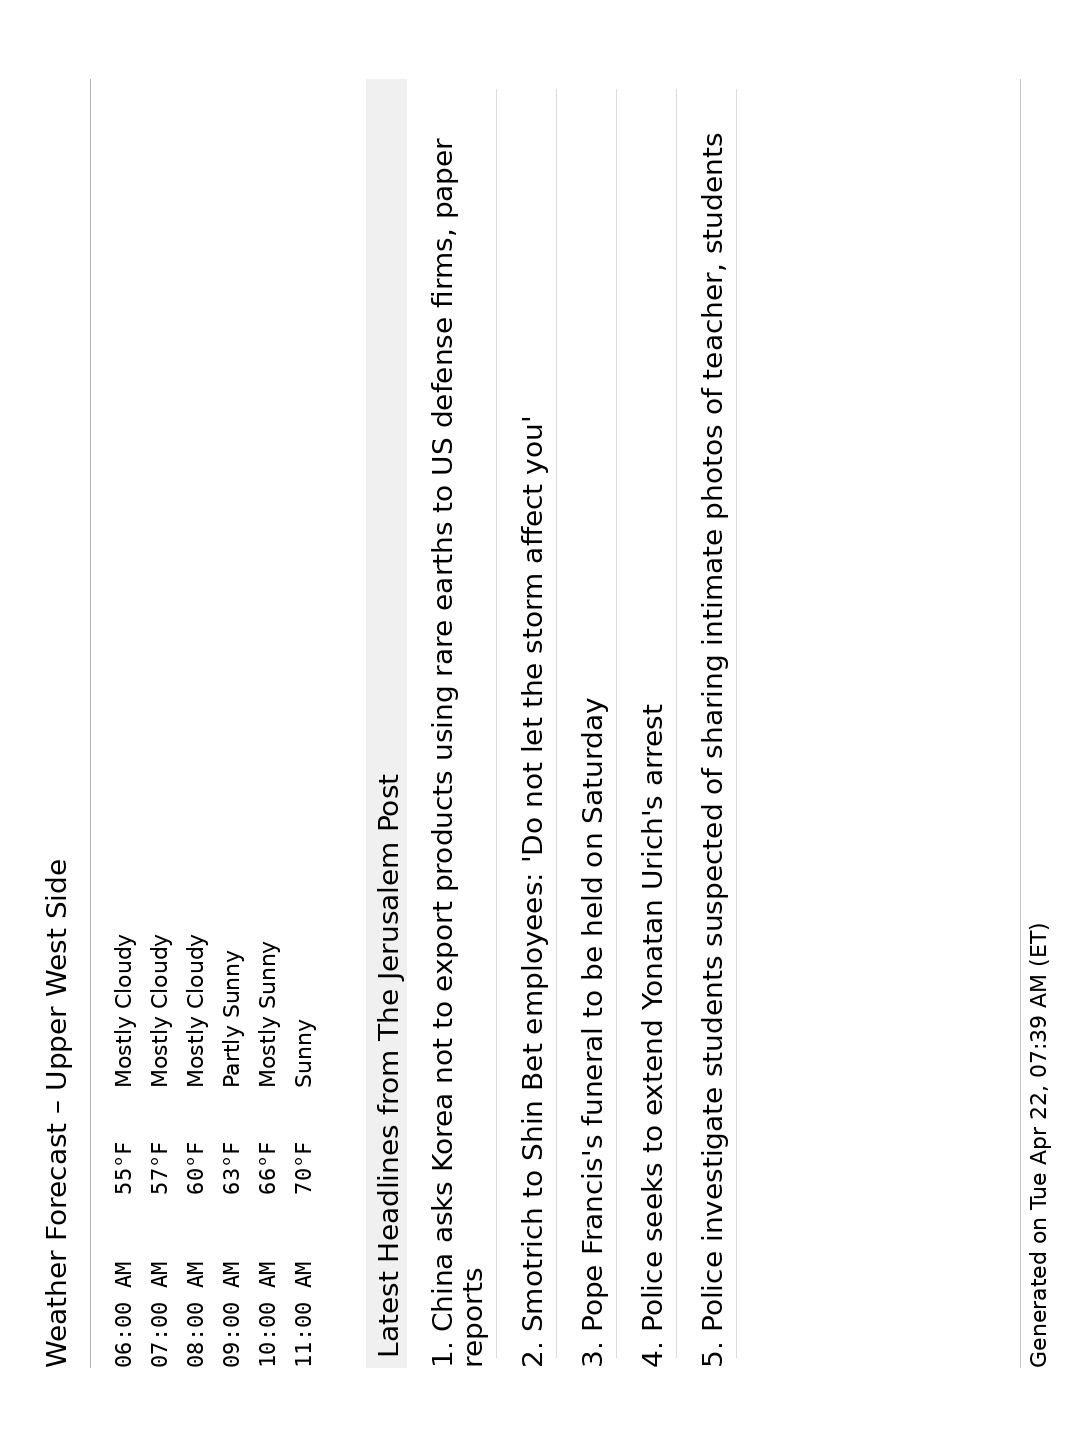 Weather Forecast – Upper West Side
06:00 AM 55°F Mostly Cloudy
07:00 AM 57°F Mostly Cloudy
08:00 AM 60°F Mostly Cloudy
09:00 AM 63°F Partly Sunny
10:00 AM 66°F Mostly Sunny
11:00 AM 70°F Sunny
Latest Headlines from The Jerusalem Post
1. China asks Korea not to export products using rare earths to US defense firms, paper
reports
2. Smotrich to Shin Bet employees: 'Do not let the storm affect you'
3. Pope Francis's funeral to be held on Saturday
4. Police seeks to extend Yonatan Urich's arrest
5. Police investigate students suspected of sharing intimate photos of teacher, students
Generated on Tue Apr 22, 07:39 AM (ET)